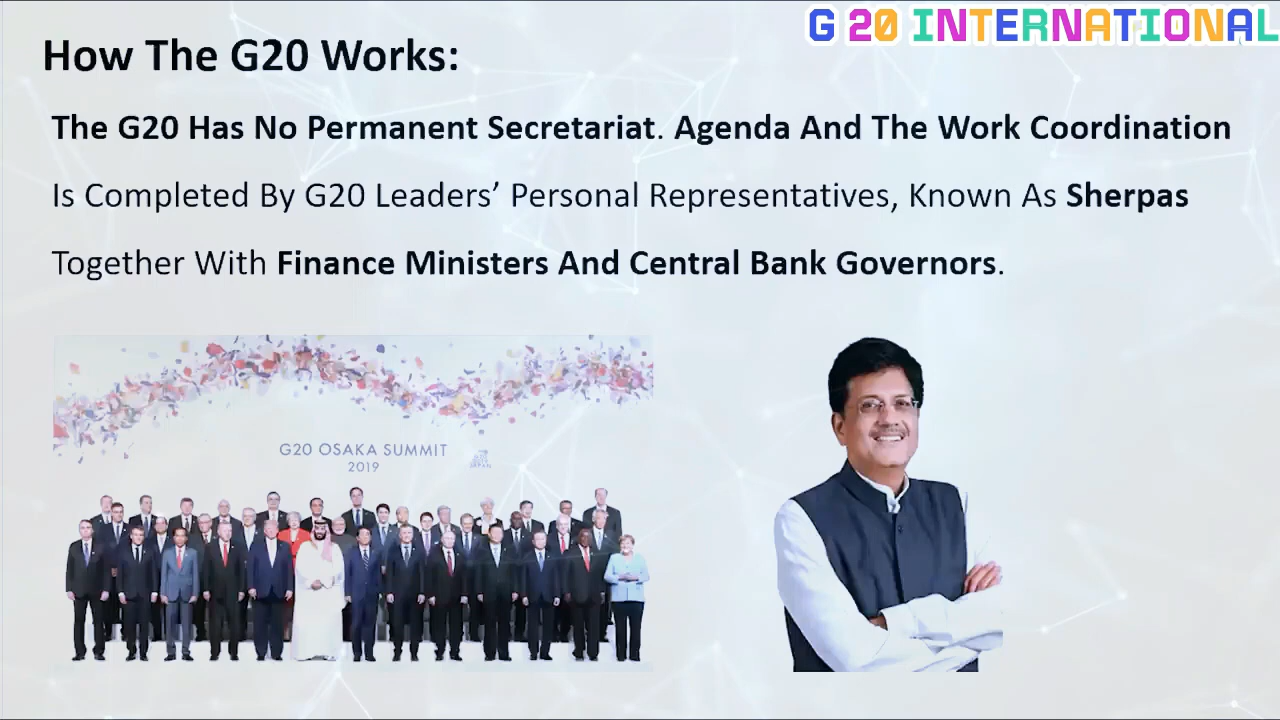 G 20 INTERNATIONAL
How The G20 Works:
The G20 Has No Permanent Secretariat. Agenda And The Work Coordination
Is Completed By G20 Leaders’ Personal Representatives, Known As Sherpas
Together With Finance Ministers And Central Bank Governors.
G20 OSAKA SUMMIT
2019